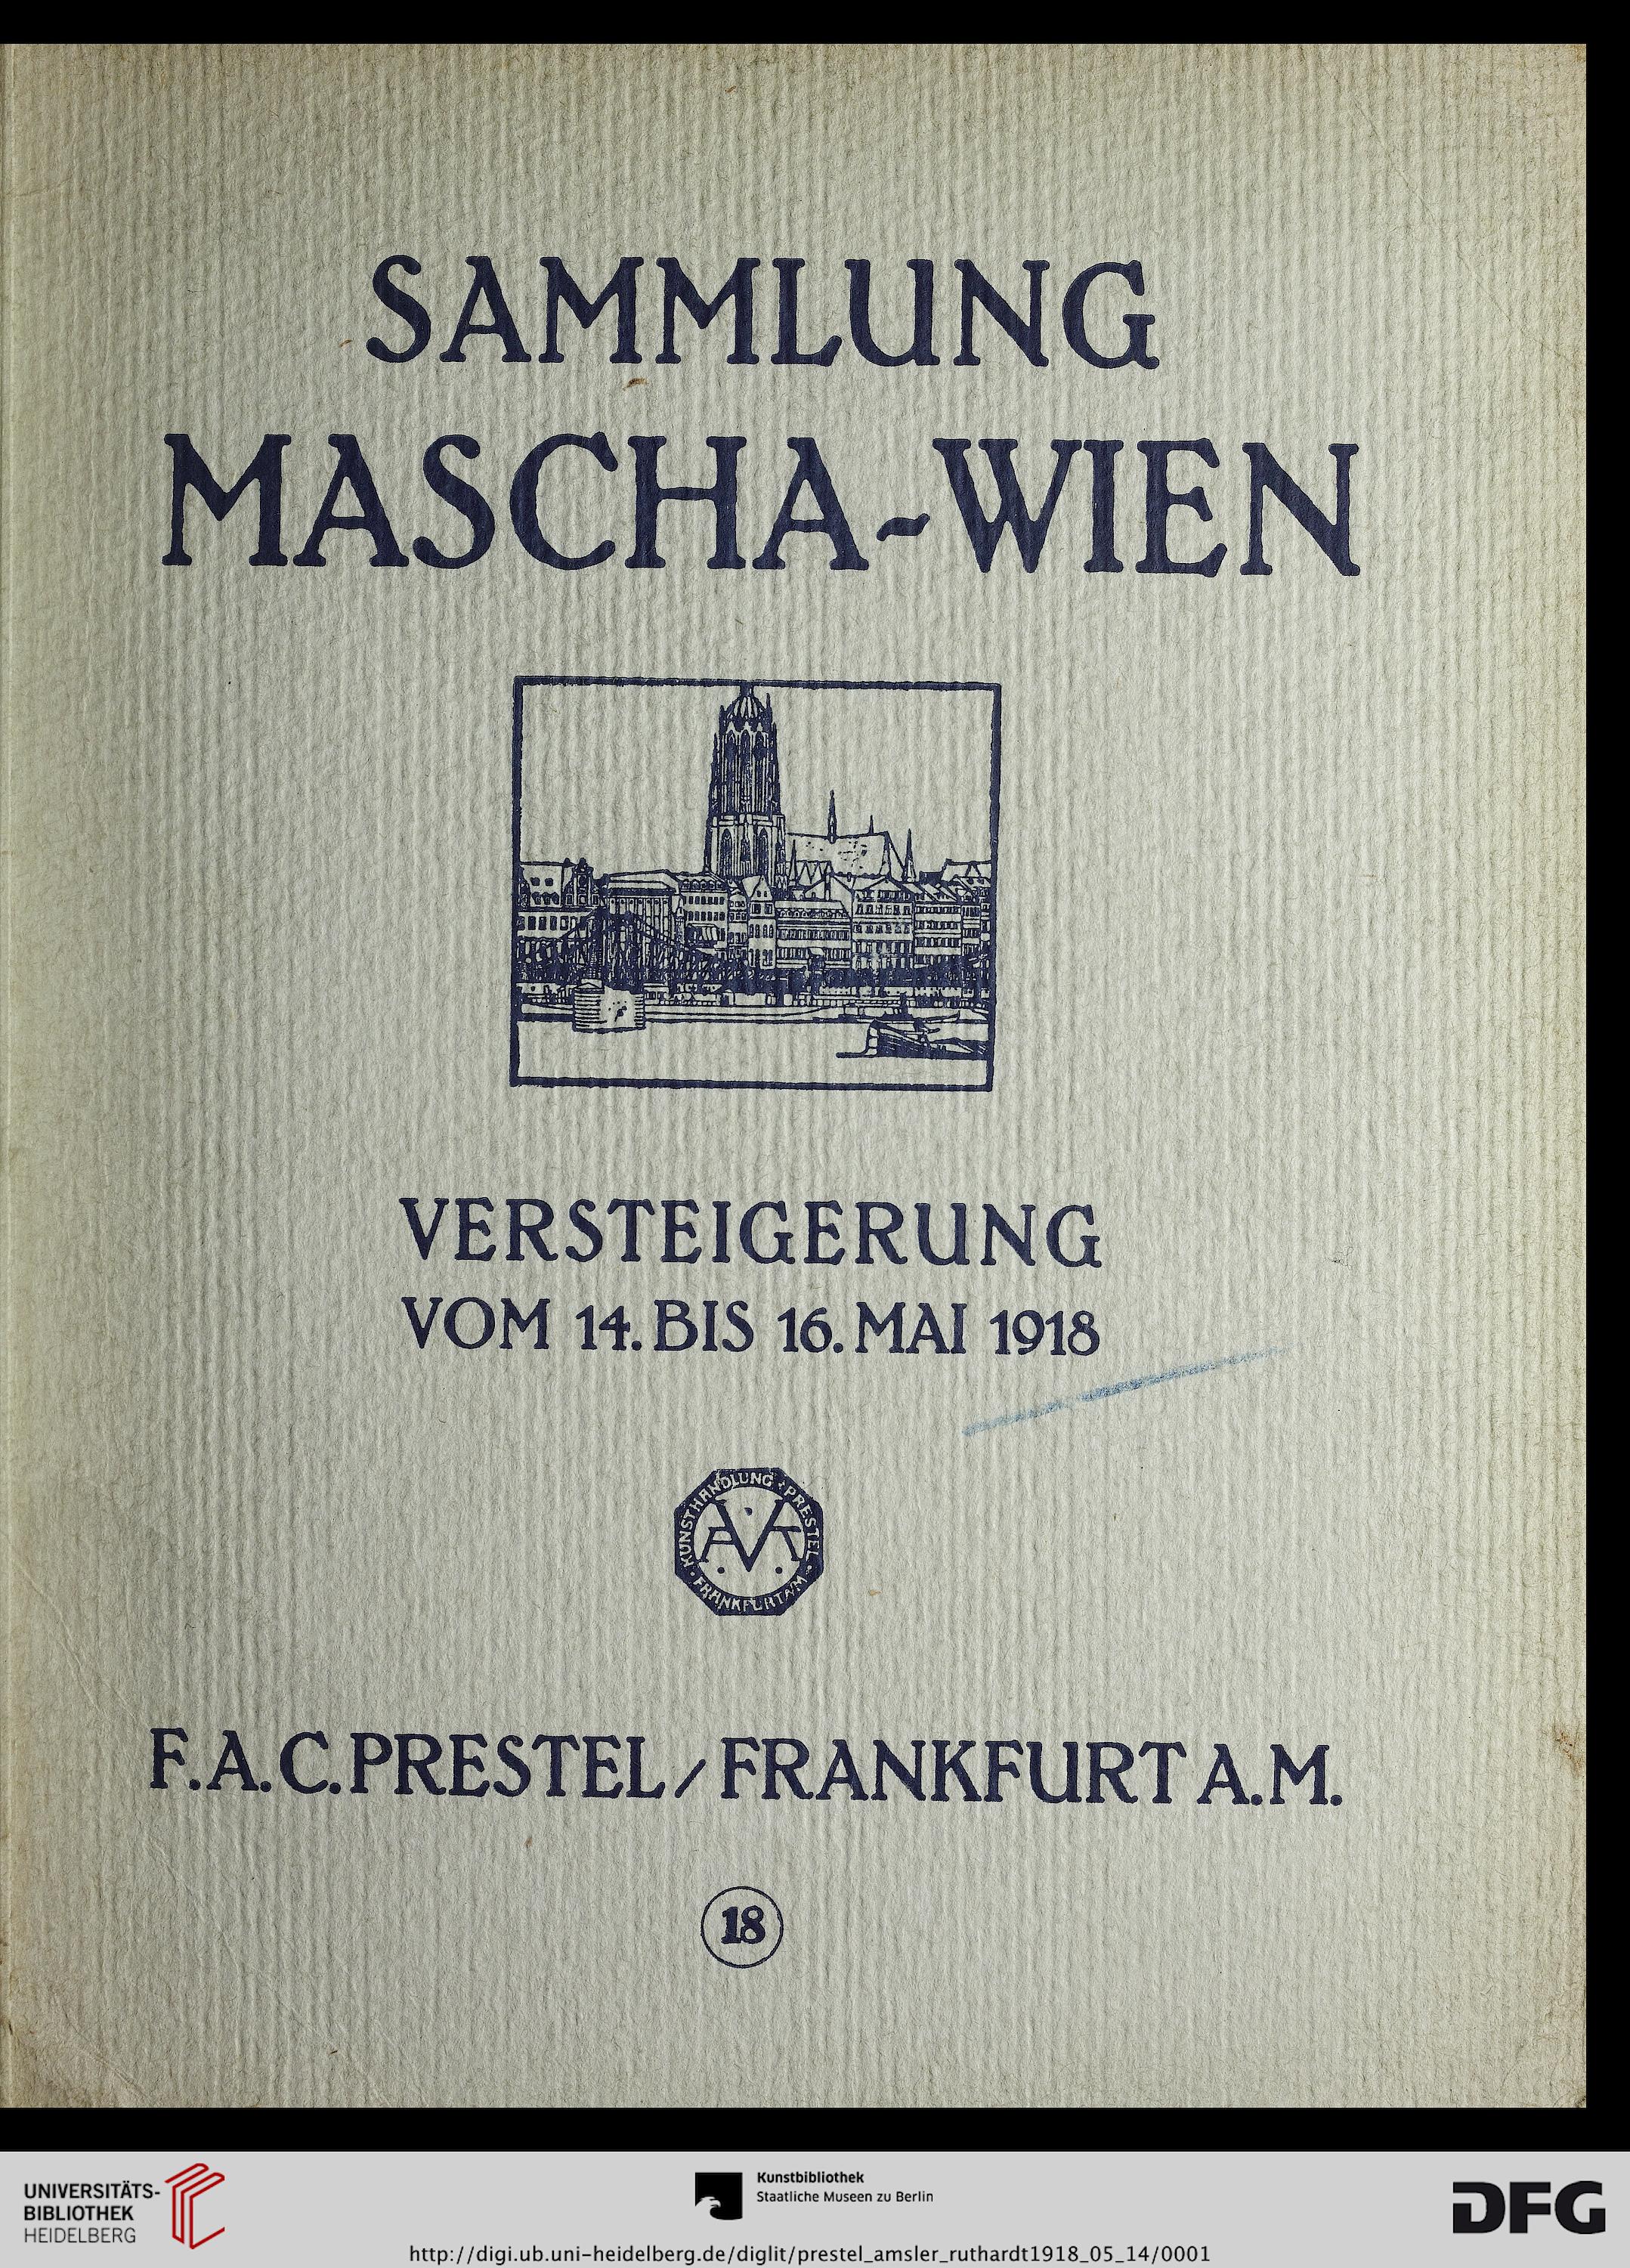 SAMMLUNG
MASCHA-WIEN
VERSTEIGERUNG
VOM 14. BIS 16. MAI 1918
KUNSTHANDLUNG · PRESTEL · FRANKFURT A/M ·
F.A.C. PRESTEL / FRANKFURT A.M.
18
UNIVERSITÄTS-
BIBLIOTHEK
HEIDELBERG
Kunstbibliothek
Staatliche Museen zu Berlin
DFG
http://digi.ub.uni-heidelberg.de/diglit/prestel_amsler_ruthardt1918_05_14/0001